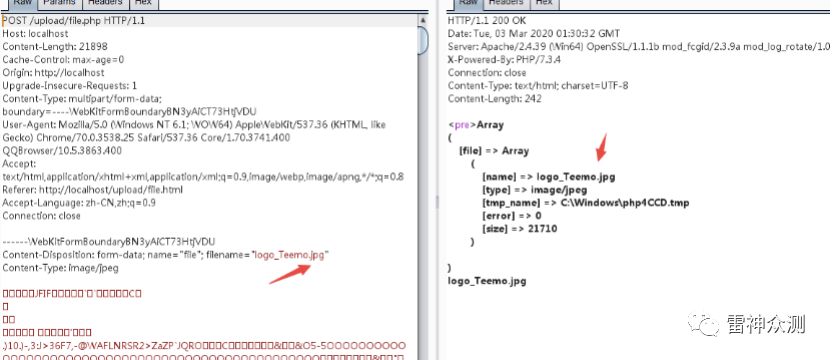 Raw Params Headers Hex
POST /upload/file.php HTTP/1.1
Host: localhost
Content-Length: 21898
Cache-Control: max-age=0
Origin: http://localhost
Upgrade-Insecure-Requests: 1
Content-Type: multipart/form-data;
boundary=----WebKitFormBoundaryBN3yAiCT73HtjVDU
User-Agent: Mozilla/5.0 (Windows NT 6.1; WOW64) AppleWebKit/537.36 (KHTML, like
Gecko) Chrome/70.0.3538.25 Safari/537.36 Core/1.70.3741.400
QQBrowser/10.5.3863.400
Accept:
text/html,application/xhtml+xml,application/xml;q=0.9,image/webp,image/apng,*/*;q=0.8
Referer: http://localhost/upload/file.html
Accept-Language: zh-CN,zh;q=0.9
Connection: close
------WebKitFormBoundaryBN3yAiCT73HtjVDU
Content-Disposition: form-data; name="file"; filename="logo_Teemo.jpg"
Content-Type: image/jpeg
Raw Headers Hex
HTTP/1.1 200 OK
Date: Tue, 03 Mar 2020 01:30:32 GMT
Server: Apache/2.4.39 (Win64) OpenSSL/1.1.1b mod_fcgid/2.3.9a mod_log_rotate/1.0
X-Powered-By: PHP/7.3.4
Connection: close
Content-Type: text/html; charset=UTF-8
Content-Length: 242
<pre>Array
(
[file] => Array
(
[name] => logo_Teemo.jpg
[type] => image/jpeg
[tmp_name] => C:\Windows\php4CCD.tmp
[error] => 0
[size] => 21710
)
)
logo_Teemo.jpg
雷神众测